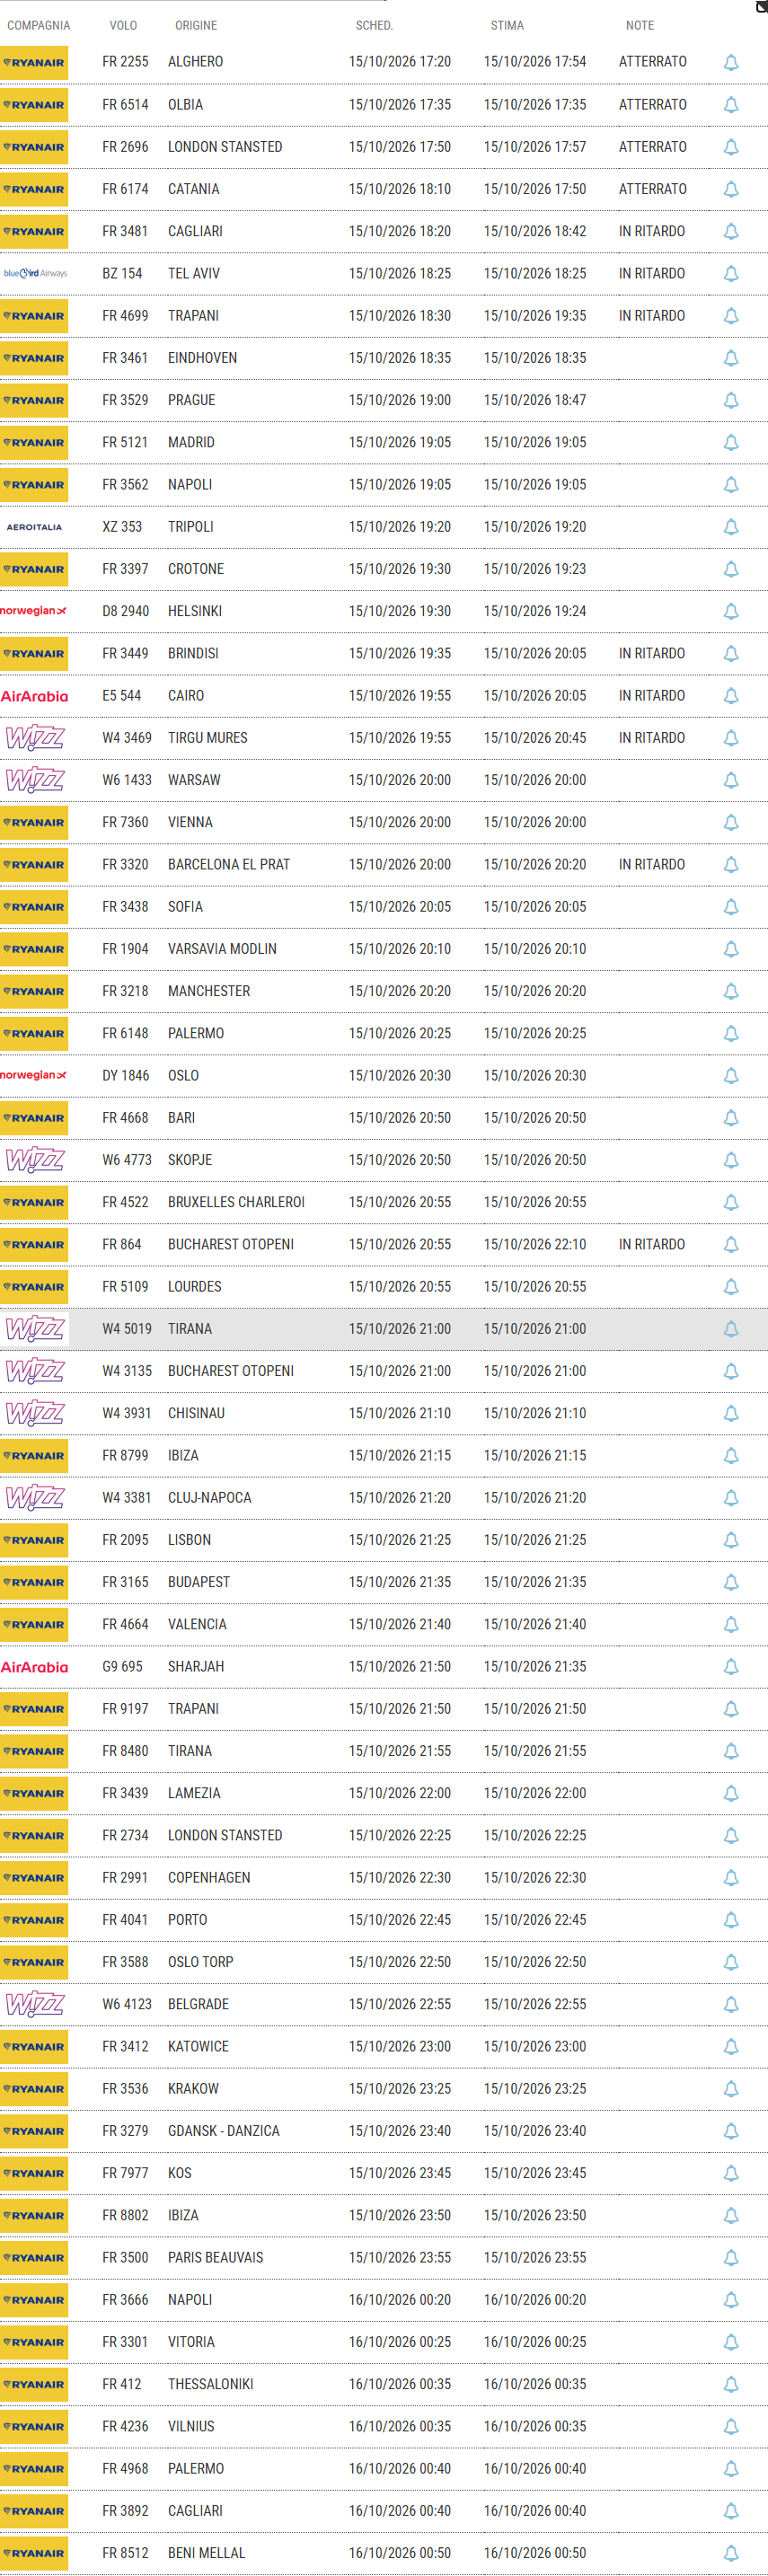 COMPAGNIA VOLO ORIGINE SCHED. STIMA NOTE
RYANAIR FR 2255 ALGHERO 15/10/2026 17:20 15/10/2026 17:54 ATTERRATO
RYANAIR FR 6514 OLBIA 15/10/2026 17:35 15/10/2026 17:35 ATTERRATO
RYANAIR FR 2696 LONDON STANSTED 15/10/2026 17:50 15/10/2026 17:57 ATTERRATO
RYANAIR FR 6174 CATANIA 15/10/2026 18:10 15/10/2026 17:50 ATTERRATO
RYANAIR FR 3481 CAGLIARI 15/10/2026 18:20 15/10/2026 18:42 IN RITARDO
blueBird Airways BZ 154 TEL AVIV 15/10/2026 18:25 15/10/2026 18:25 IN RITARDO
RYANAIR FR 4699 TRAPANI 15/10/2026 18:30 15/10/2026 19:35 IN RITARDO
RYANAIR FR 3461 EINDHOVEN 15/10/2026 18:35 15/10/2026 18:35
RYANAIR FR 3529 PRAGUE 15/10/2026 19:00 15/10/2026 18:47
RYANAIR FR 5121 MADRID 15/10/2026 19:05 15/10/2026 19:05
RYANAIR FR 3562 NAPOLI 15/10/2026 19:05 15/10/2026 19:05
AEROITALIA XZ 353 TRIPOLI 15/10/2026 19:20 15/10/2026 19:20
RYANAIR FR 3397 CROTONE 15/10/2026 19:30 15/10/2026 19:23
norwegian D8 2940 HELSINKI 15/10/2026 19:30 15/10/2026 19:24
RYANAIR FR 3449 BRINDISI 15/10/2026 19:35 15/10/2026 20:05 IN RITARDO
AirArabia E5 544 CAIRO 15/10/2026 19:55 15/10/2026 20:05 IN RITARDO
Wizz W4 3469 TIRGU MURES 15/10/2026 19:55 15/10/2026 20:45 IN RITARDO
Wizz W6 1433 WARSAW 15/10/2026 20:00 15/10/2026 20:00
RYANAIR FR 7360 VIENNA 15/10/2026 20:00 15/10/2026 20:00
RYANAIR FR 3320 BARCELONA EL PRAT 15/10/2026 20:00 15/10/2026 20:20 IN RITARDO
RYANAIR FR 3438 SOFIA 15/10/2026 20:05 15/10/2026 20:05
RYANAIR FR 1904 VARSAVIA MODLIN 15/10/2026 20:10 15/10/2026 20:10
RYANAIR FR 3218 MANCHESTER 15/10/2026 20:20 15/10/2026 20:20
RYANAIR FR 6148 PALERMO 15/10/2026 20:25 15/10/2026 20:25
norwegian DY 1846 OSLO 15/10/2026 20:30 15/10/2026 20:30
RYANAIR FR 4668 BARI 15/10/2026 20:50 15/10/2026 20:50
Wizz W6 4773 SKOPJE 15/10/2026 20:50 15/10/2026 20:50
RYANAIR FR 4522 BRUXELLES CHARLEROI 15/10/2026 20:55 15/10/2026 20:55
RYANAIR FR 864 BUCHAREST OTOPENI 15/10/2026 20:55 15/10/2026 22:10 IN RITARDO
RYANAIR FR 5109 LOURDES 15/10/2026 20:55 15/10/2026 20:55
Wizz W4 5019 TIRANA 15/10/2026 21:00 15/10/2026 21:00
Wizz W4 3135 BUCHAREST OTOPENI 15/10/2026 21:00 15/10/2026 21:00
Wizz W4 3931 CHISINAU 15/10/2026 21:10 15/10/2026 21:10
RYANAIR FR 8799 IBIZA 15/10/2026 21:15 15/10/2026 21:15
Wizz W4 3381 CLUJ-NAPOCA 15/10/2026 21:20 15/10/2026 21:20
RYANAIR FR 2095 LISBON 15/10/2026 21:25 15/10/2026 21:25
RYANAIR FR 3165 BUDAPEST 15/10/2026 21:35 15/10/2026 21:35
RYANAIR FR 4664 VALENCIA 15/10/2026 21:40 15/10/2026 21:40
AirArabia G9 695 SHARJAH 15/10/2026 21:50 15/10/2026 21:35
RYANAIR FR 9197 TRAPANI 15/10/2026 21:50 15/10/2026 21:50
RYANAIR FR 8480 TIRANA 15/10/2026 21:55 15/10/2026 21:55
RYANAIR FR 3439 LAMEZIA 15/10/2026 22:00 15/10/2026 22:00
RYANAIR FR 2734 LONDON STANSTED 15/10/2026 22:25 15/10/2026 22:25
RYANAIR FR 2991 COPENHAGEN 15/10/2026 22:30 15/10/2026 22:30
RYANAIR FR 4041 PORTO 15/10/2026 22:45 15/10/2026 22:45
RYANAIR FR 3588 OSLO TORP 15/10/2026 22:50 15/10/2026 22:50
Wizz W6 4123 BELGRADE 15/10/2026 22:55 15/10/2026 22:55
RYANAIR FR 3412 KATOWICE 15/10/2026 23:00 15/10/2026 23:00
RYANAIR FR 3536 KRAKOW 15/10/2026 23:25 15/10/2026 23:25
RYANAIR FR 3279 GDANSK - DANZICA 15/10/2026 23:40 15/10/2026 23:40
RYANAIR FR 7977 KOS 15/10/2026 23:45 15/10/2026 23:45
RYANAIR FR 8802 IBIZA 15/10/2026 23:50 15/10/2026 23:50
RYANAIR FR 3500 PARIS BEAUVAIS 15/10/2026 23:55 15/10/2026 23:55
RYANAIR FR 3666 NAPOLI 16/10/2026 00:20 16/10/2026 00:20
RYANAIR FR 3301 VITORIA 16/10/2026 00:25 16/10/2026 00:25
RYANAIR FR 412 THESSALONIKI 16/10/2026 00:35 16/10/2026 00:35
RYANAIR FR 4236 VILNIUS 16/10/2026 00:35 16/10/2026 00:35
RYANAIR FR 4968 PALERMO 16/10/2026 00:40 16/10/2026 00:40
RYANAIR FR 3892 CAGLIARI 16/10/2026 00:40 16/10/2026 00:40
RYANAIR FR 8512 BENI MELLAL 16/10/2026 00:50 16/10/2026 00:50